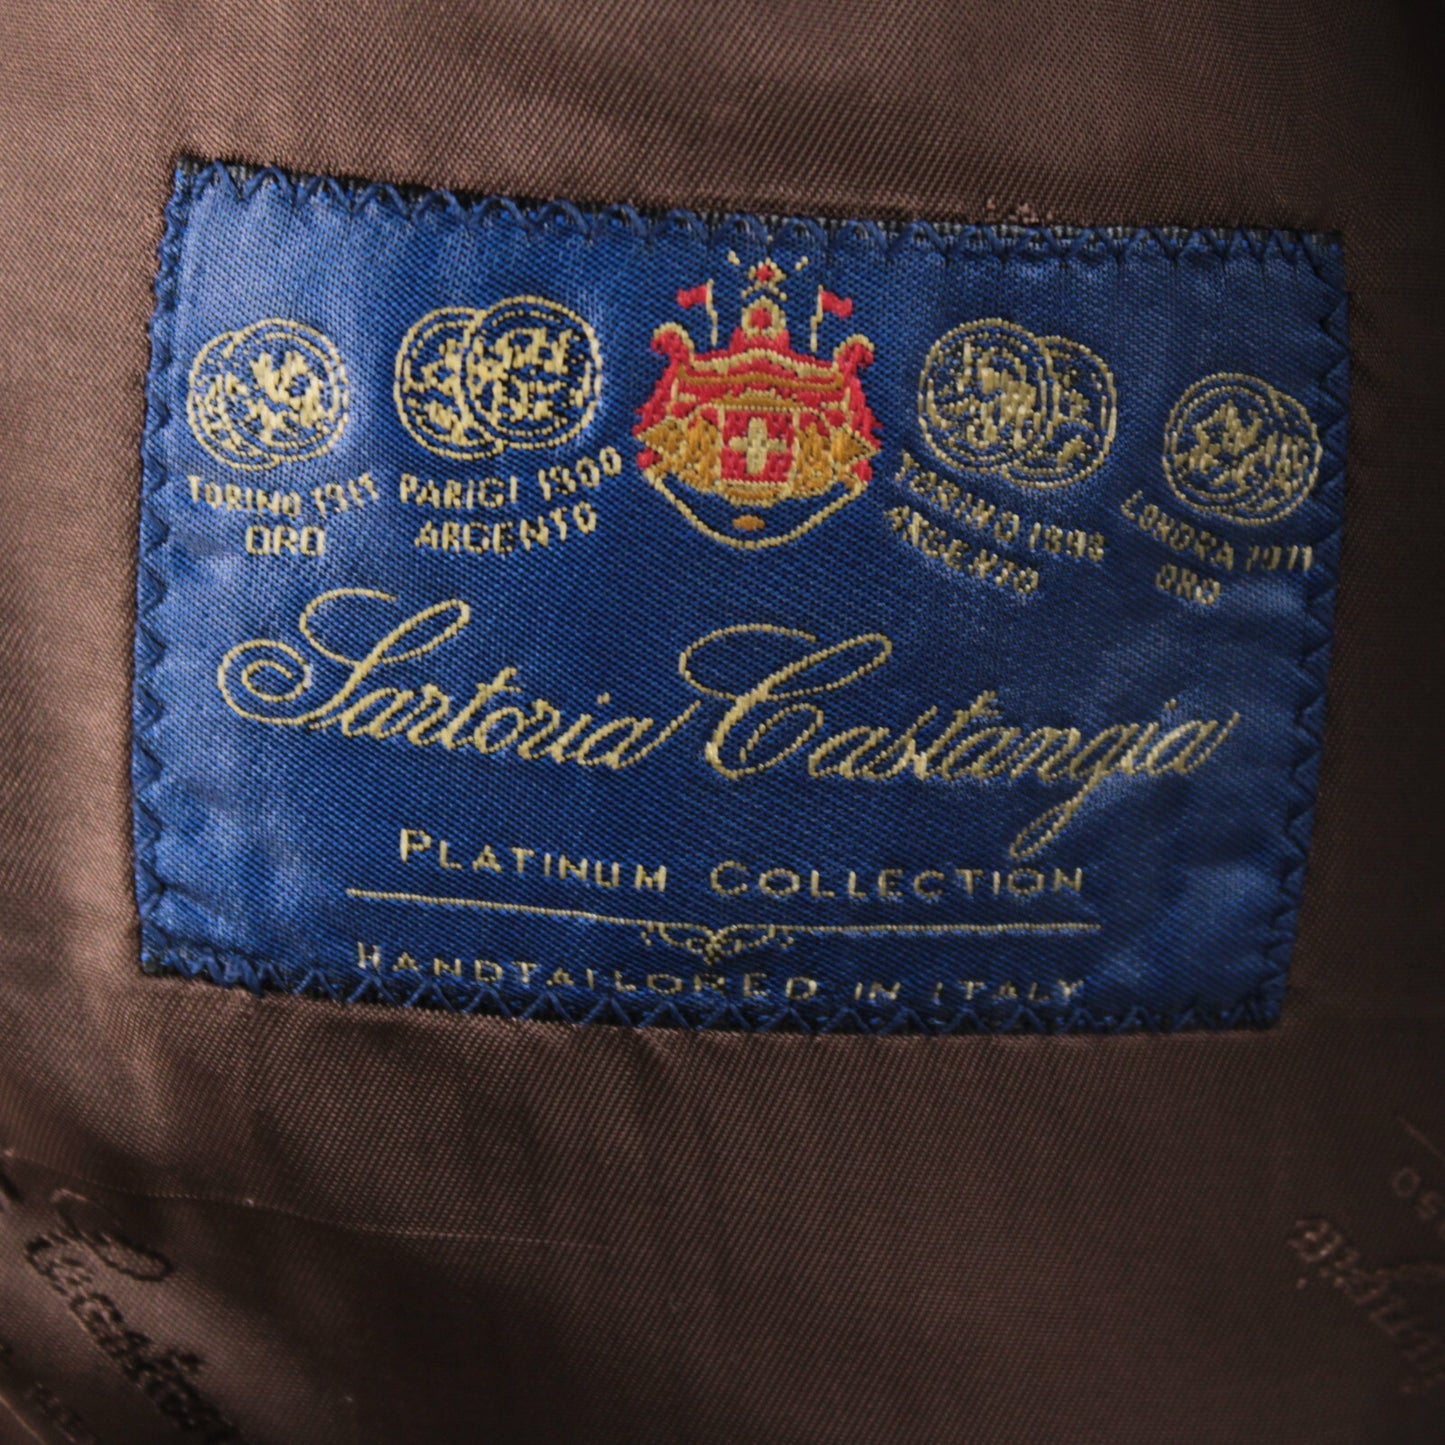 TORINO 1911
ORO
PARIGI 1900
ARGENTO
TORINO 1898
ARGENTO
LONDRA 1911
ORO
Sartoria Castangia
PLATINUM COLLECTION
HANDTAILORED IN ITALY